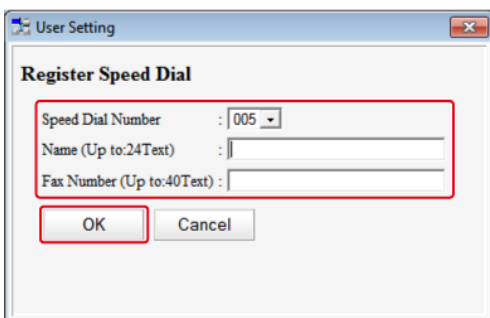 User Setting
Register Speed Dial
Speed Dial Number : 005
Name (Up to:24Text) :
Fax Number (Up to:40Text) :
OK Cancel